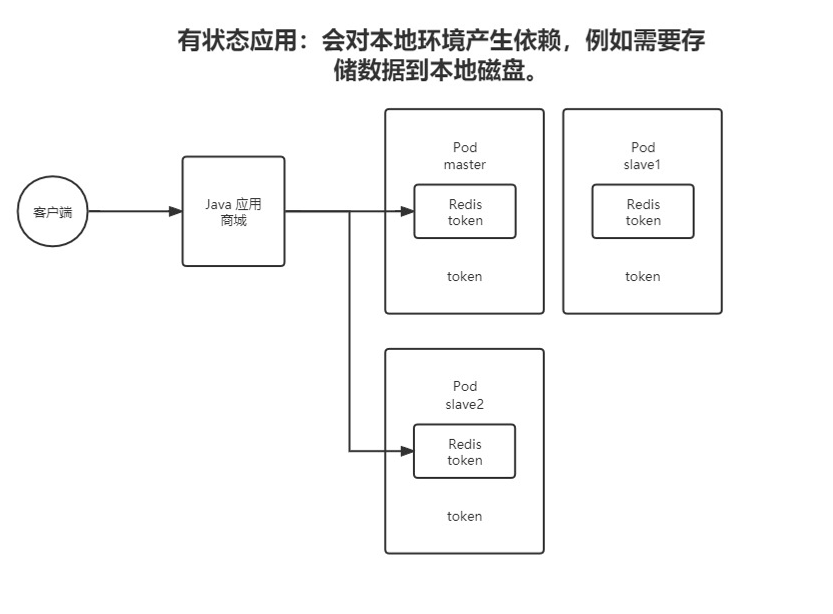 有状态应用：会对本地环境产生依赖，例如需要存
储数据到本地磁盘。
客户端
Java 应用
商城
Pod
master
Redis
token
token
Pod
slave1
Redis
token
token
Pod
slave2
Redis
token
token